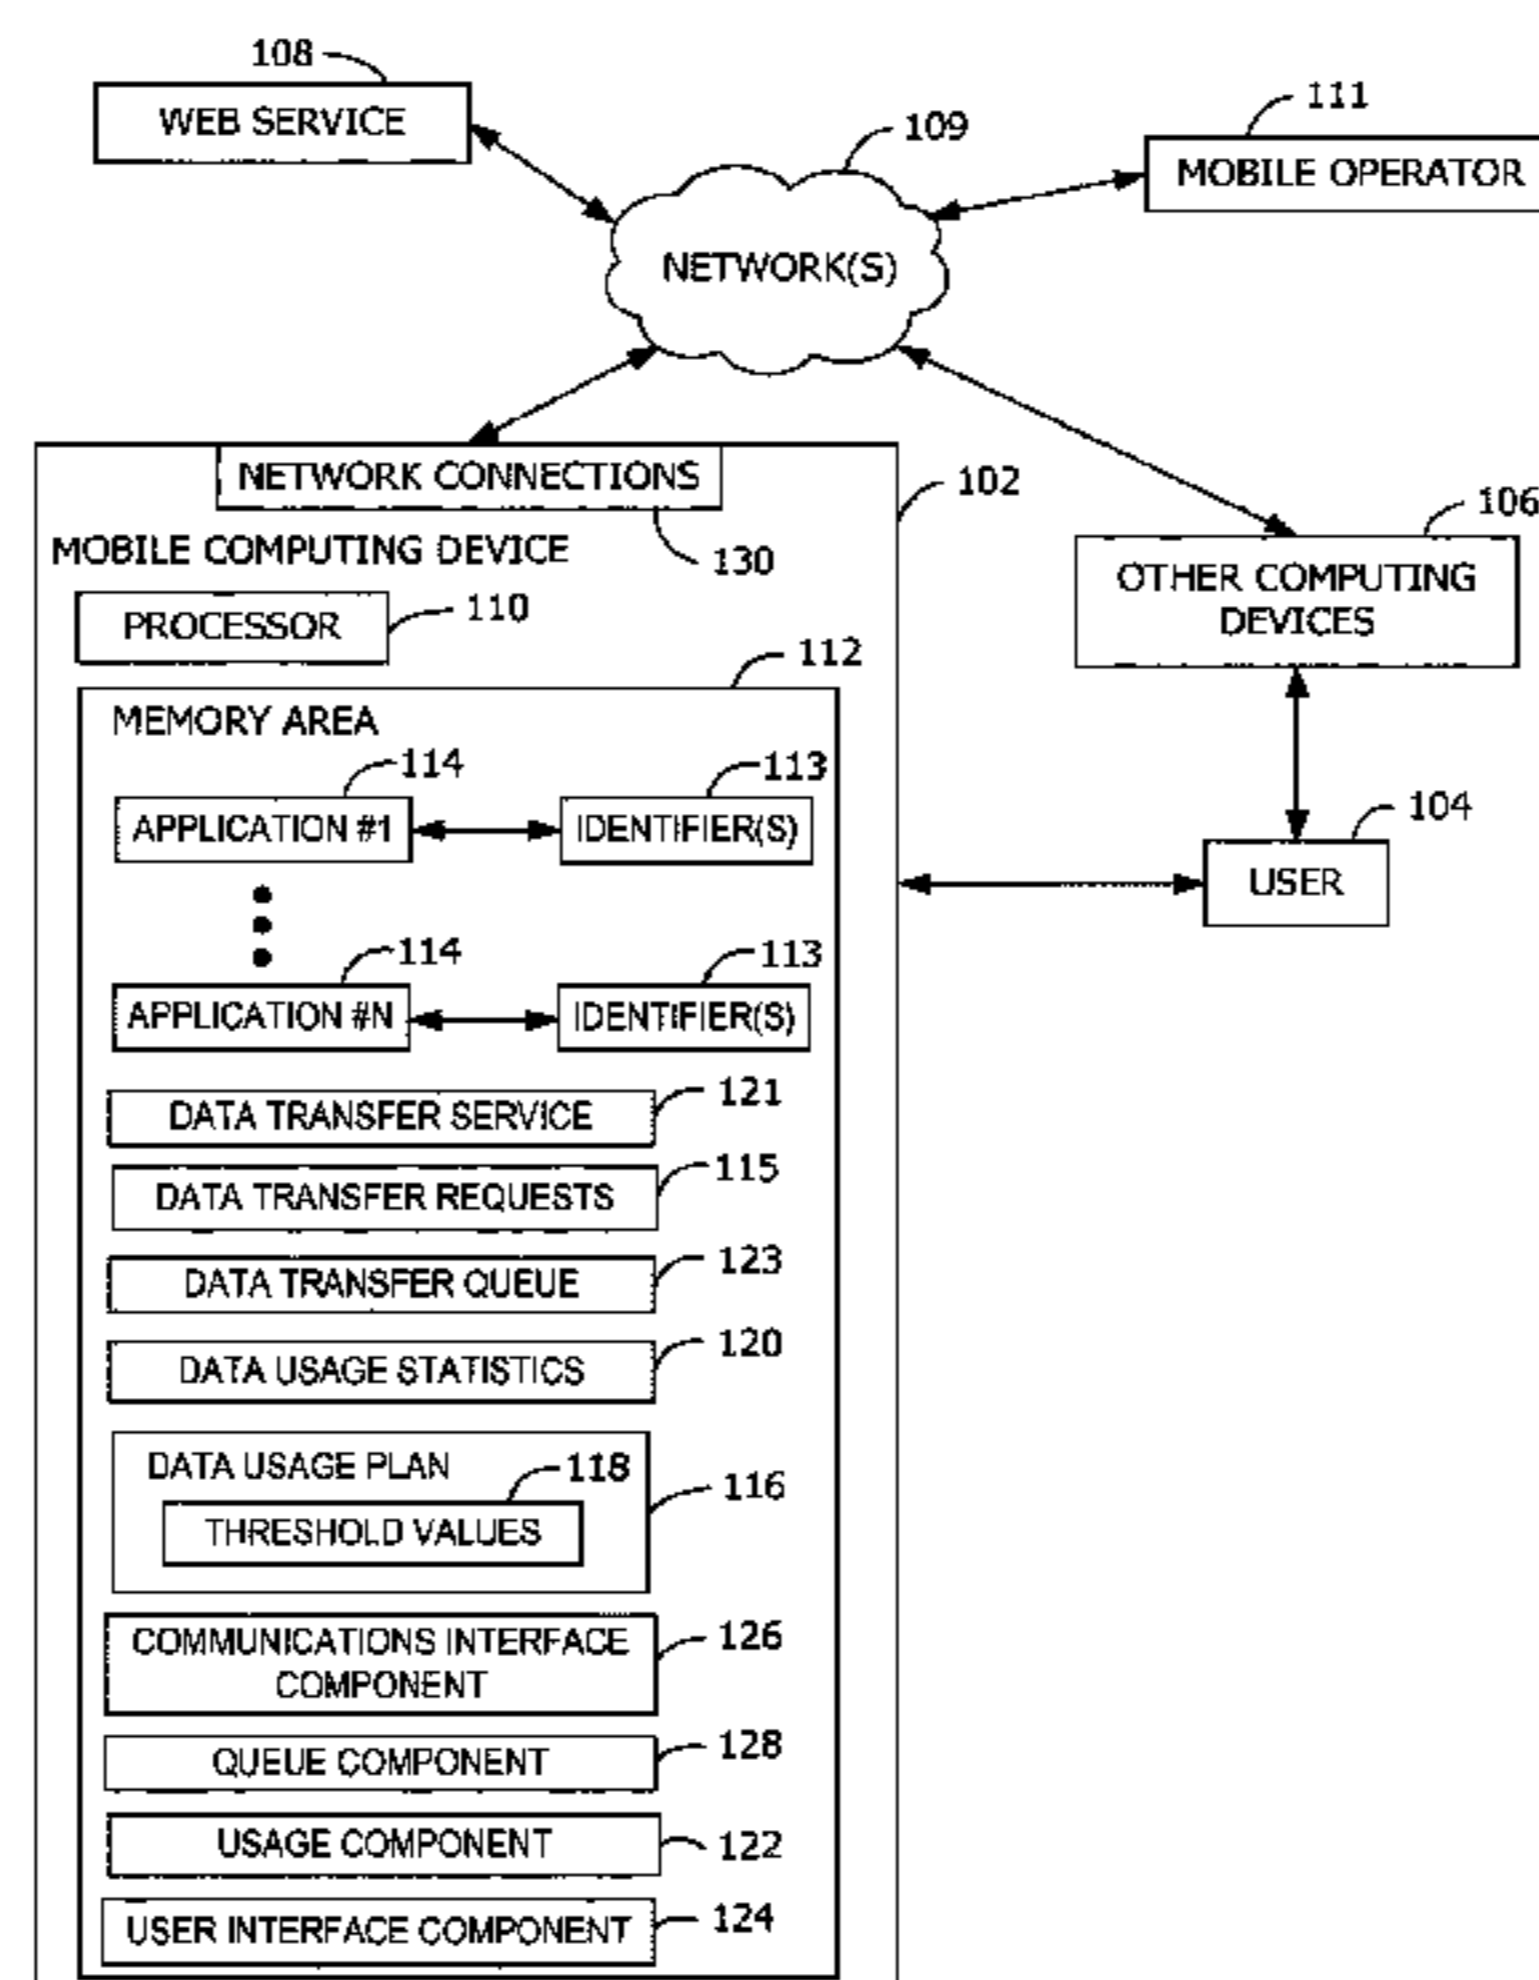 108
WEB SERVICE
111
MOBILE OPERATOR
109
NETWORK(S)
NETWORK CONNECTIONS
102
130
MOBILE COMPUTING DEVICE
106
OTHER COMPUTING
DEVICES
PROCESSOR
110
112
MEMORY AREA
114
113
APPLICATION #1
IDENTIFIER(S)
104
USER
114
113
APPLICATION #N
IDENTIFIER(S)
DATA TRANSFER SERVICE
121
DATA TRANSFER REQUESTS
115
DATA TRANSFER QUEUE
123
DATA USAGE STATISTICS
120
DATA USAGE PLAN
118
116
THRESHOLD VALUES
COMMUNICATIONS INTERFACE
COMPONENT
126
QUEUE COMPONENT
128
USAGE COMPONENT
122
USER INTERFACE COMPONENT
124